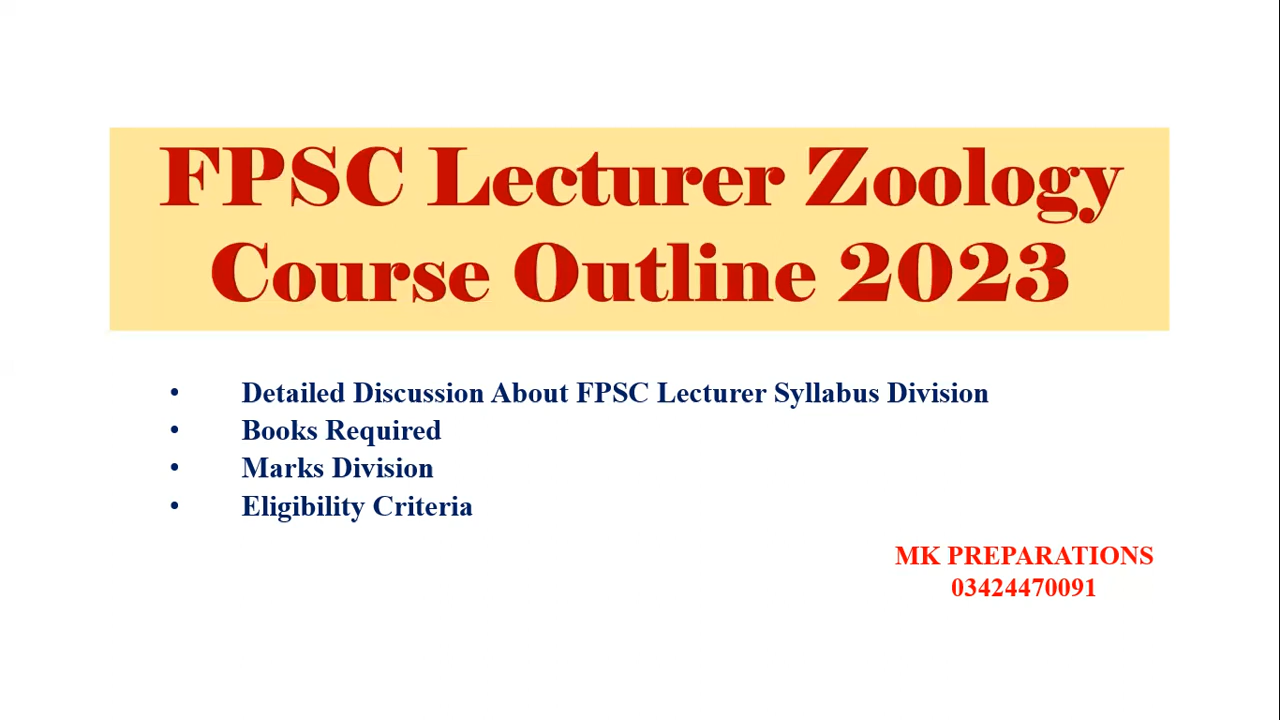 FPSC Lecturer Zoology
Course Outline 2023
• Detailed Discussion About FPSC Lecturer Syllabus Division
• Books Required
• Marks Division
• Eligibility Criteria
MK PREPARATIONS
03424470091